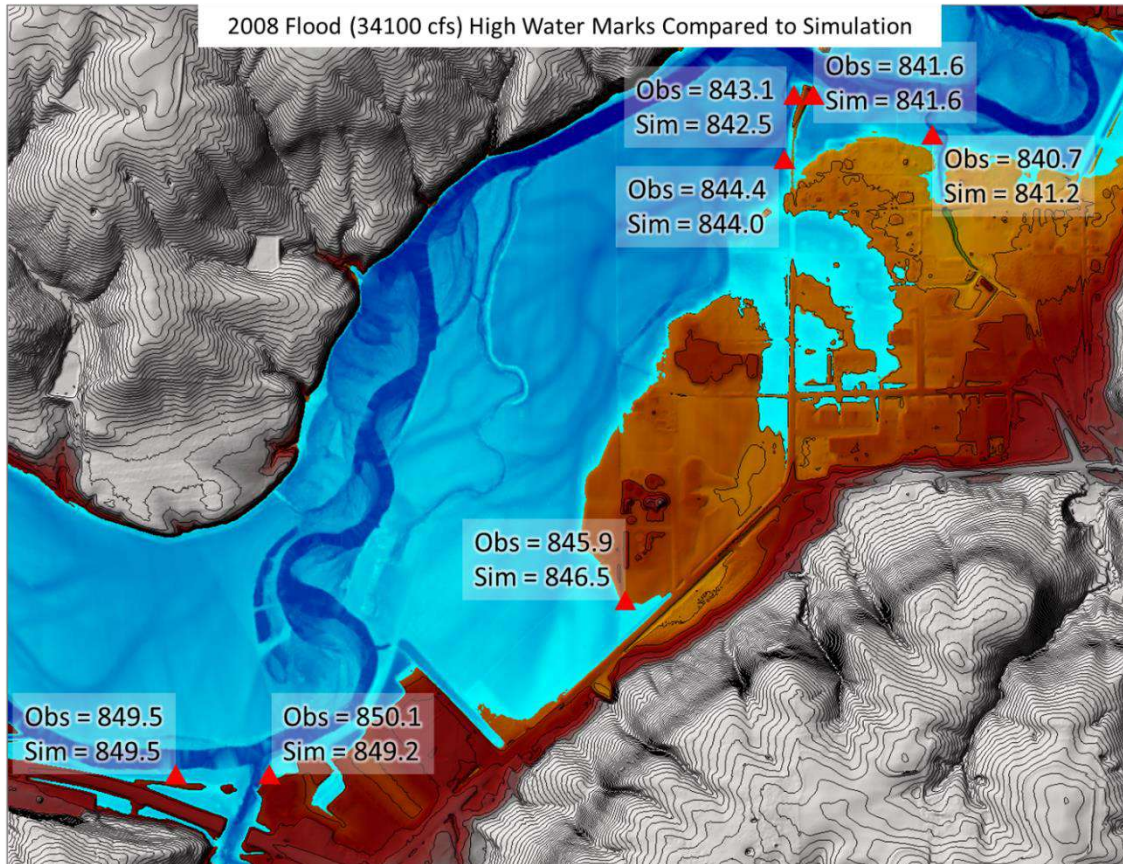 2008 Flood (34100 cfs) High Water Marks Compared to Simulation
Obs = 843.1
Sim = 842.5
Obs = 841.6
Sim = 841.6
Obs = 844.4
Sim = 844.0
Obs = 840.7
Sim = 841.2
Obs = 845.9
Sim = 846.5
Obs = 849.5
Sim = 849.5
Obs = 850.1
Sim = 849.2